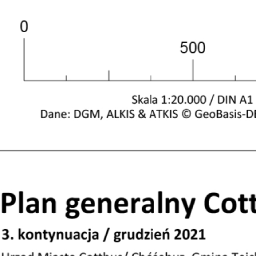 0
500
Skala 1:20.000 / DIN A1
Dane: DGM, ALKIS & ATKIS © GeoBasis-DE
Plan generalny Cott
3. kontynuacja / grudzień 2021